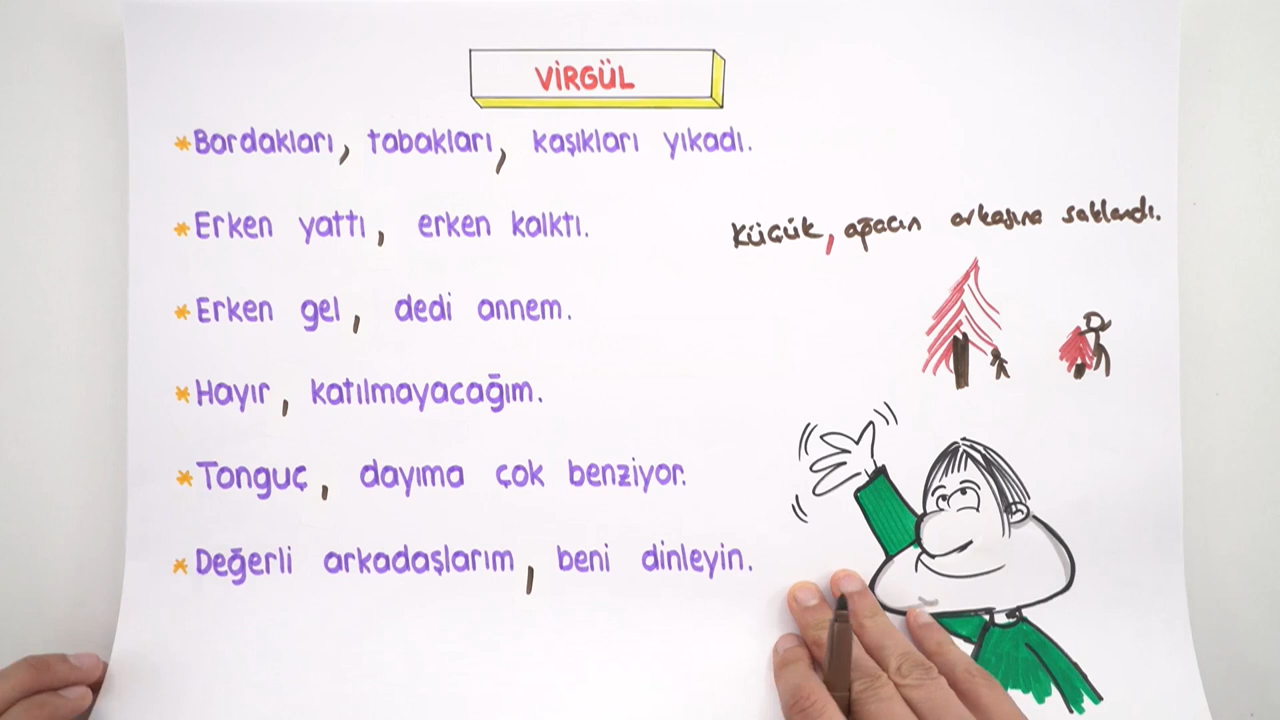 VİRGÜL
*Bardakları, tabakları, kaşıkları yıkadı.
*Erken yattı, erken kalktı.
Küçük, ağacın arkasına saklandı.
*Erken gel, dedi annem.
*Hayır, katılmayacağım.
*Tonguç, dayıma çok benziyor.
*Değerli arkadaşlarım, beni dinleyin.